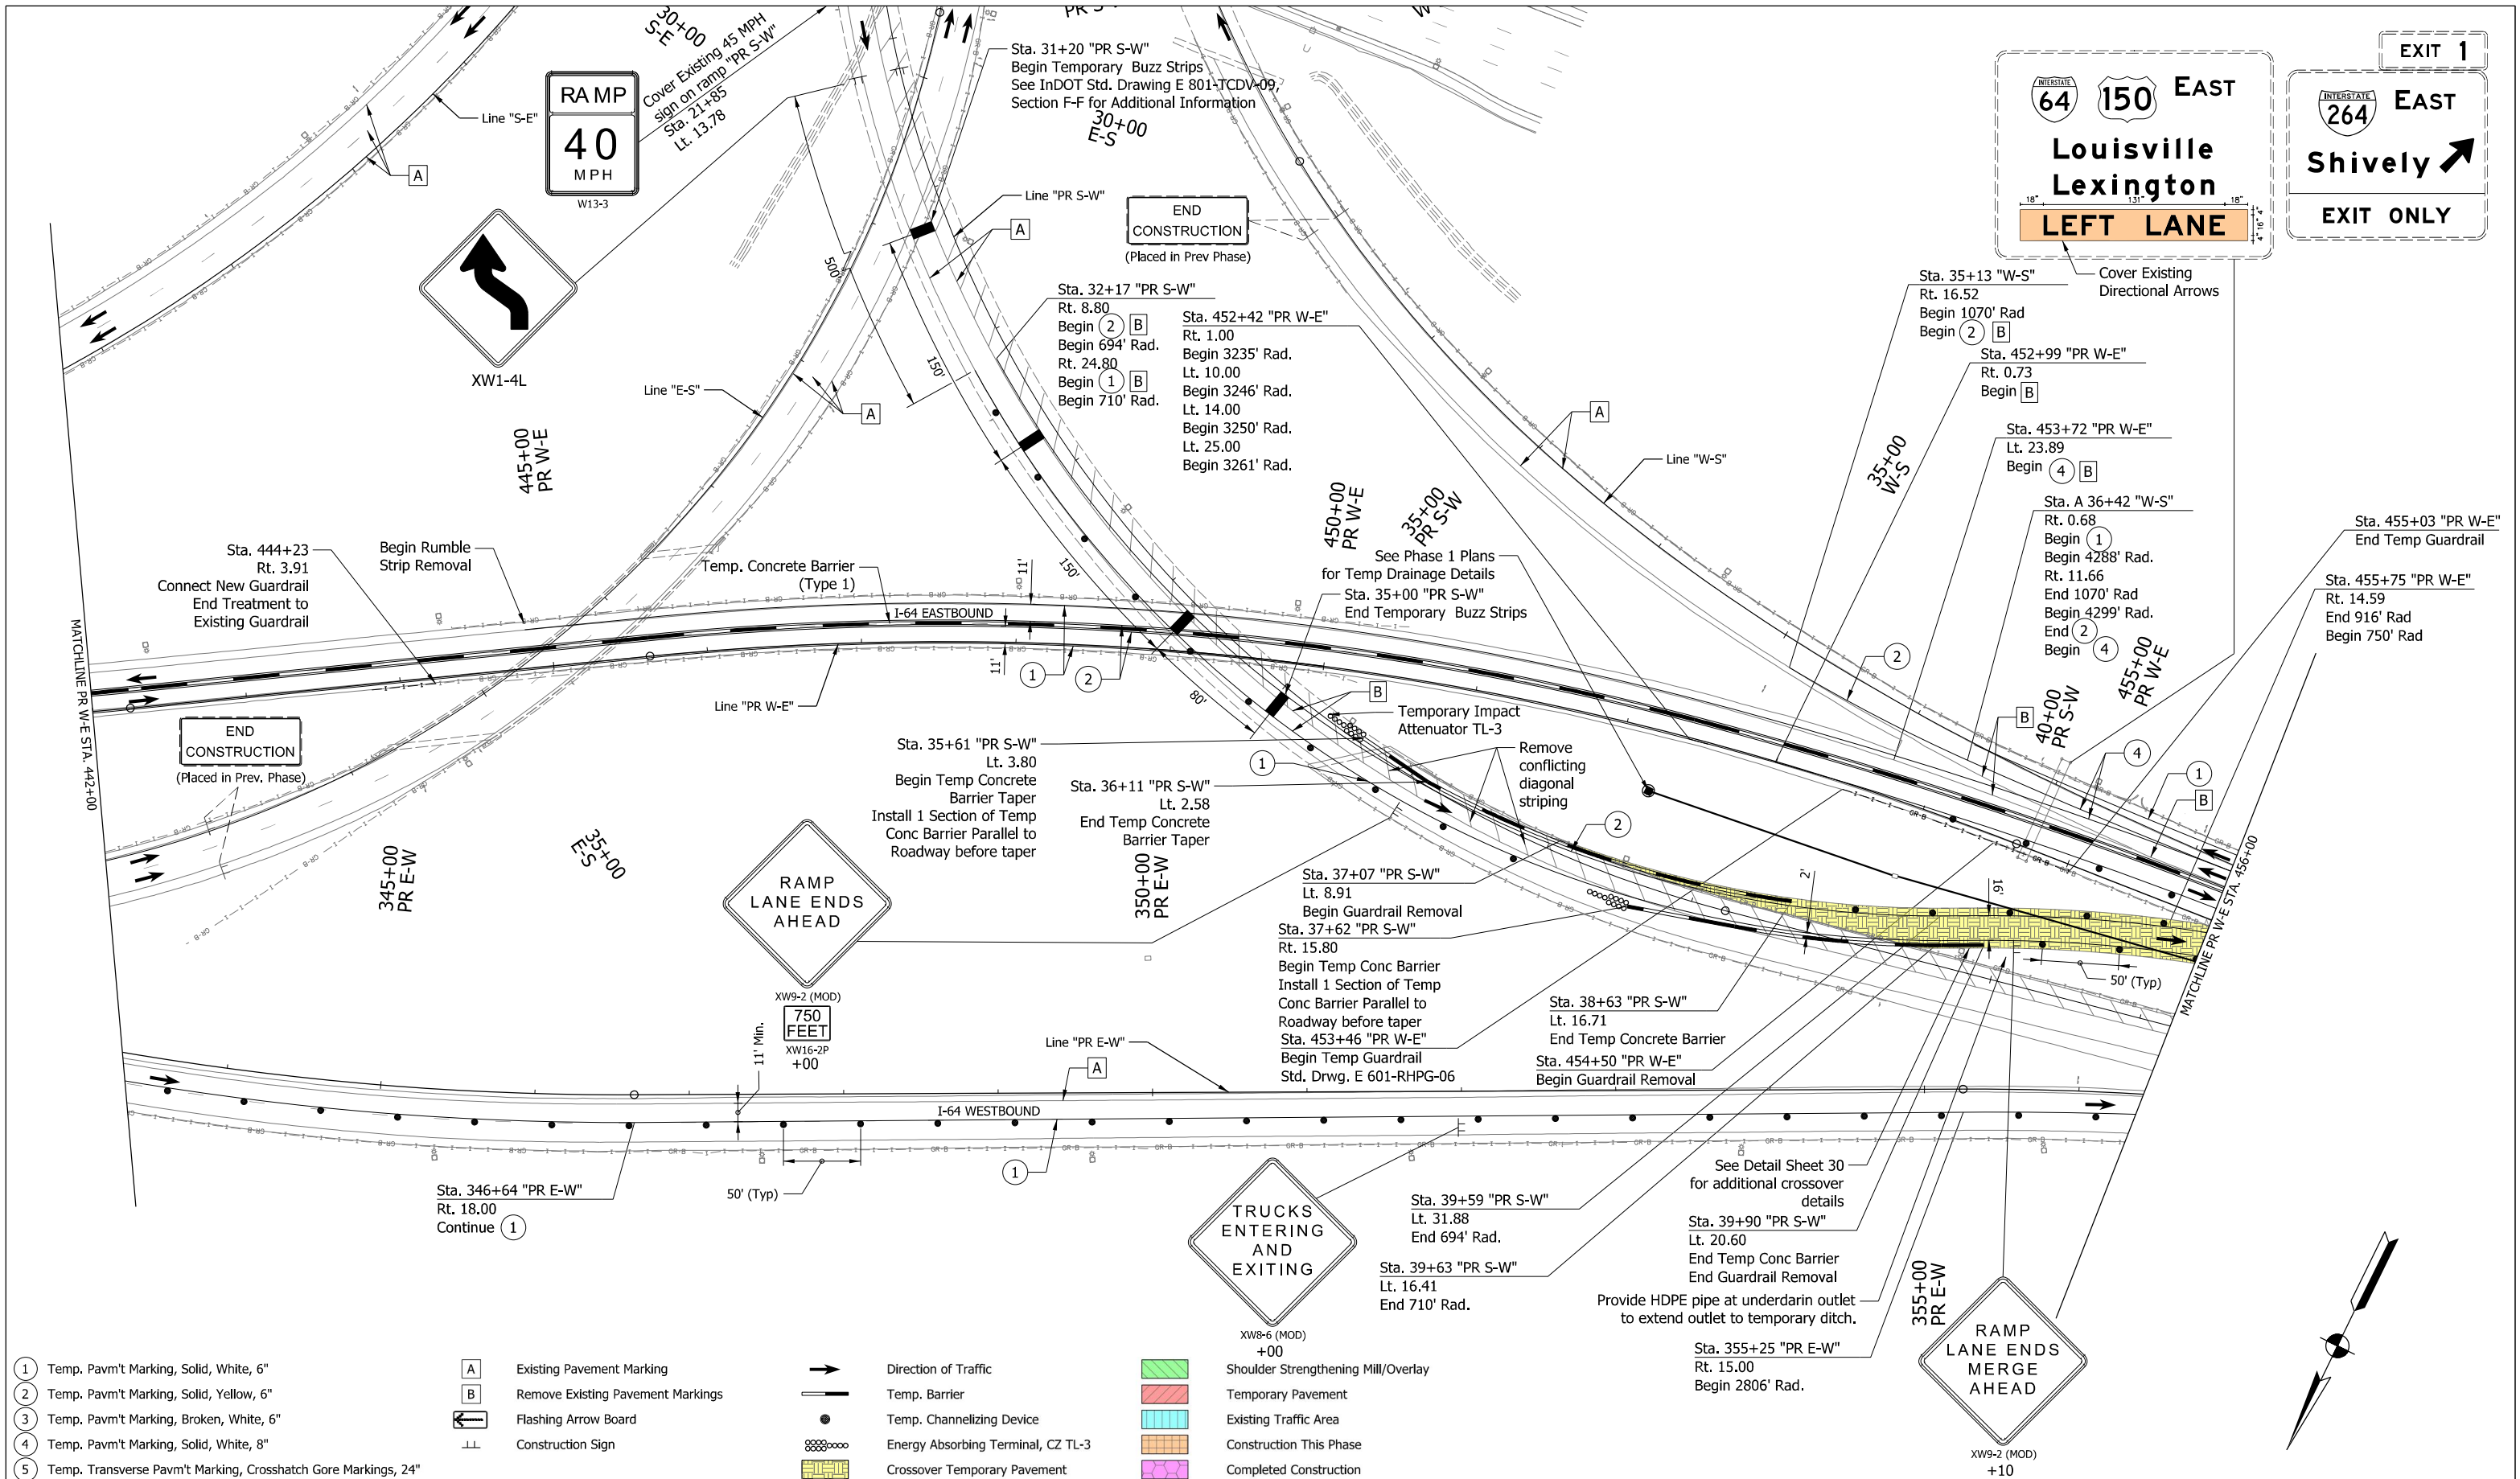 30+00
S-E
PR S-
W
Cover Existing 45 MPH
sign on ramp "PR S-W"
Sta. 21+85
Lt. 13.78
RAMP
40
MPH
W13-3
Line "S-E"
A
XW1-4L
Sta. 31+20 "PR S-W"
Begin Temporary Buzz Strips
See InDOT Std. Drawing E 801-TCDV-09,
Section F-F for Additional Information
30+00
E-S
Line "PR S-W"
A
END
CONSTRUCTION
(Placed in Prev Phase)
INTERSTATE
64
150
EAST
Louisville
Lexington
18"
131"
18"
LEFT LANE
4"
16"
4"
Cover Existing
Directional Arrows
EXIT 1
INTERSTATE
264
EAST
Shively
EXIT ONLY
500'
150'
Sta. 32+17 "PR S-W"
Rt. 8.80
Begin 2 B
Begin 694' Rad.
Rt. 24.80
Begin 1 B
Begin 710' Rad.
Sta. 452+42 "PR W-E"
Rt. 1.00
Begin 3235' Rad.
Lt. 10.00
Begin 3246' Rad.
Lt. 14.00
Begin 3250' Rad.
Lt. 25.00
Begin 3261' Rad.
Sta. 35+13 "W-S"
Rt. 16.52
Begin 1070' Rad
Begin 2 B
Sta. 452+99 "PR W-E"
Rt. 0.73
Begin B
Sta. 453+72 "PR W-E"
Lt. 23.89
Begin 4 B
Sta. A 36+42 "W-S"
Rt. 0.68
Begin 1
Begin 4288' Rad.
Rt. 11.66
End 1070' Rad
Begin 4299' Rad.
End 2
Begin 4
Sta. 455+03 "PR W-E"
End Temp Guardrail
Sta. 455+75 "PR W-E"
Rt. 14.59
End 916' Rad
Begin 750' Rad
Line "E-S"
A
A
Line "W-S"
35+00
W-S
445+00
PR W-E
450+00
PR W-E
35+00
PR S-W
Sta. 444+23
Rt. 3.91
Connect New Guardrail
End Treatment to
Existing Guardrail
Begin Rumble
Strip Removal
Temp. Concrete Barrier
(Type 1)
11'
150'
I-64 EASTBOUND
11'
1
2
80'
See Phase 1 Plans
for Temp Drainage Details
Sta. 35+00 "PR S-W"
End Temporary Buzz Strips
2
B
455+00
PR W-E
40+00
PR S-W
B
4
1
B
MATCHLINE PR W-E STA. 442+00
END
CONSTRUCTION
(Placed in Prev. Phase)
Line "PR W-E"
Temporary Impact
Attenuator TL-3
Remove
conflicting
diagonal
striping
Sta. 35+61 "PR S-W"
Lt. 3.80
Begin Temp Concrete
Barrier Taper
Install 1 Section of Temp
Conc Barrier Parallel to
Roadway before taper
1
Sta. 36+11 "PR S-W"
Lt. 2.58
End Temp Concrete
Barrier Taper
2
345+00
PR E-W
35+00
E-S
350+00
PR E-W
RAMP
LANE ENDS
AHEAD
XW9-2 (MOD)
750
FEET
XW16-2P
+00
Sta. 37+07 "PR S-W"
Lt. 8.91
Begin Guardrail Removal
Sta. 37+62 "PR S-W"
Rt. 15.80
Begin Temp Conc Barrier
Install 1 Section of Temp
Conc Barrier Parallel to
Roadway before taper
Sta. 453+46 "PR W-E"
Begin Temp Guardrail
Std. Drwg. E 601-RHPG-06
2'
16'
50' (Typ)
MATCHLINE PR W-E STA. 456+00
Sta. 38+63 "PR S-W"
Lt. 16.71
End Temp Concrete Barrier
Sta. 454+50 "PR W-E"
Begin Guardrail Removal
11' Min.
Line "PR E-W"
A
I-64 WESTBOUND
1
50' (Typ)
Sta. 346+64 "PR E-W"
Rt. 18.00
Continue 1
TRUCKS
ENTERING
AND
EXITING
XW8-6 (MOD)
+00
Sta. 39+59 "PR S-W"
Lt. 31.88
End 694' Rad.
Sta. 39+63 "PR S-W"
Lt. 16.41
End 710' Rad.
See Detail Sheet 30
for additional crossover
details
Sta. 39+90 "PR S-W"
Lt. 20.60
End Temp Conc Barrier
End Guardrail Removal
Provide HDPE pipe at underdarin outlet
to extend outlet to temporary ditch.
Sta. 355+25 "PR E-W"
Rt. 15.00
Begin 2806' Rad.
355+00
PR E-W
RAMP
LANE ENDS
MERGE
AHEAD
XW9-2 (MOD)
+10
1 Temp. Pavm't Marking, Solid, White, 6"
2 Temp. Pavm't Marking, Solid, Yellow, 6"
3 Temp. Pavm't Marking, Broken, White, 6"
4 Temp. Pavm't Marking, Solid, White, 8"
5 Temp. Transverse Pavm't Marking, Crosshatch Gore Markings, 24"
A Existing Pavement Marking
B Remove Existing Pavement Markings
Flashing Arrow Board
Construction Sign
Direction of Traffic
Temp. Barrier
Temp. Channelizing Device
Energy Absorbing Terminal, CZ TL-3
Crossover Temporary Pavement
Shoulder Strengthening Mill/Overlay
Temporary Pavement
Existing Traffic Area
Construction This Phase
Completed Construction